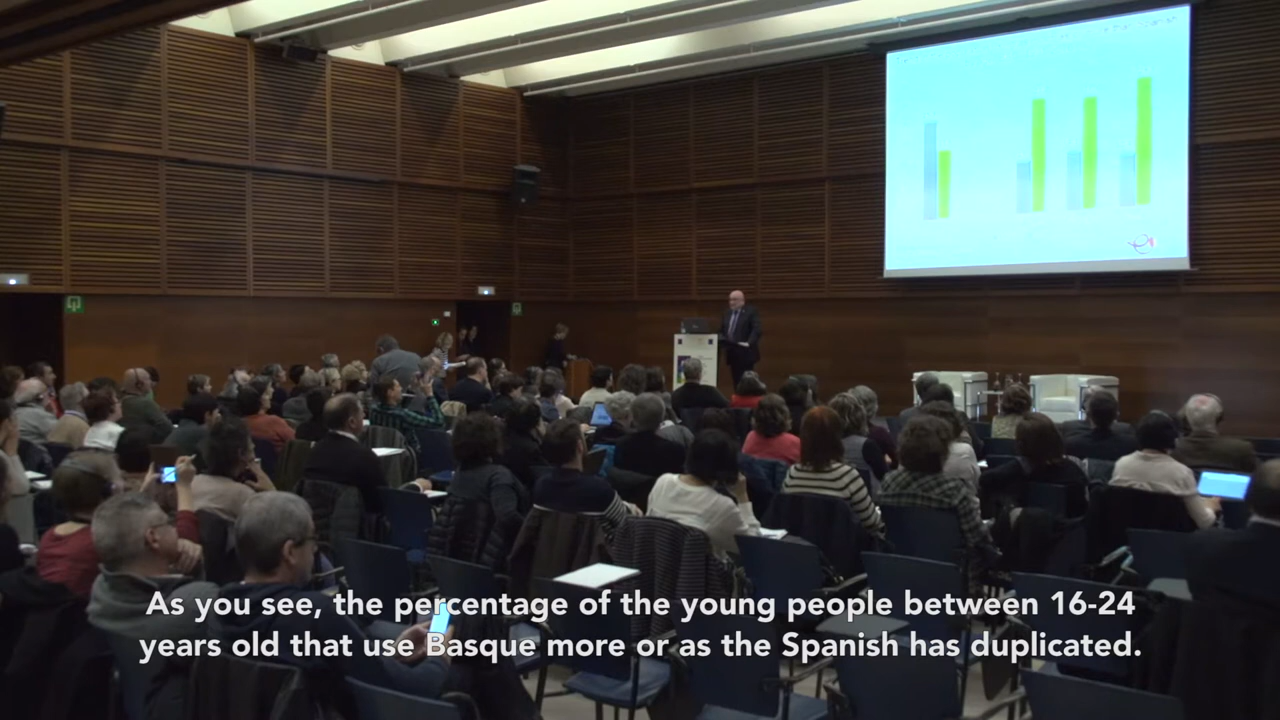 As you see, the percentage of the young people between 16-24
years old that use Basque more or as the Spanish has duplicated.